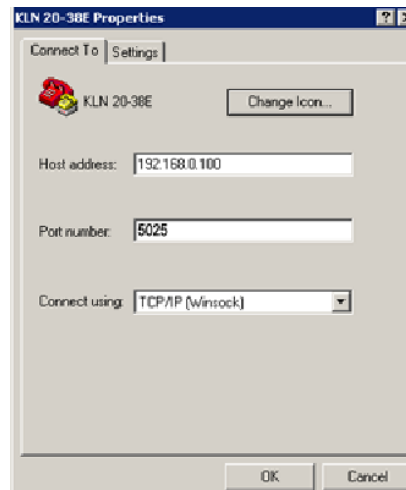 KLN 20-38E Properties
Connect To Settings
KLN 20-38E Change Icon...
Host address: 192.168.0.100
Port number: 5025
Connect using: TCP/IP (Winsock)
OK Cancel